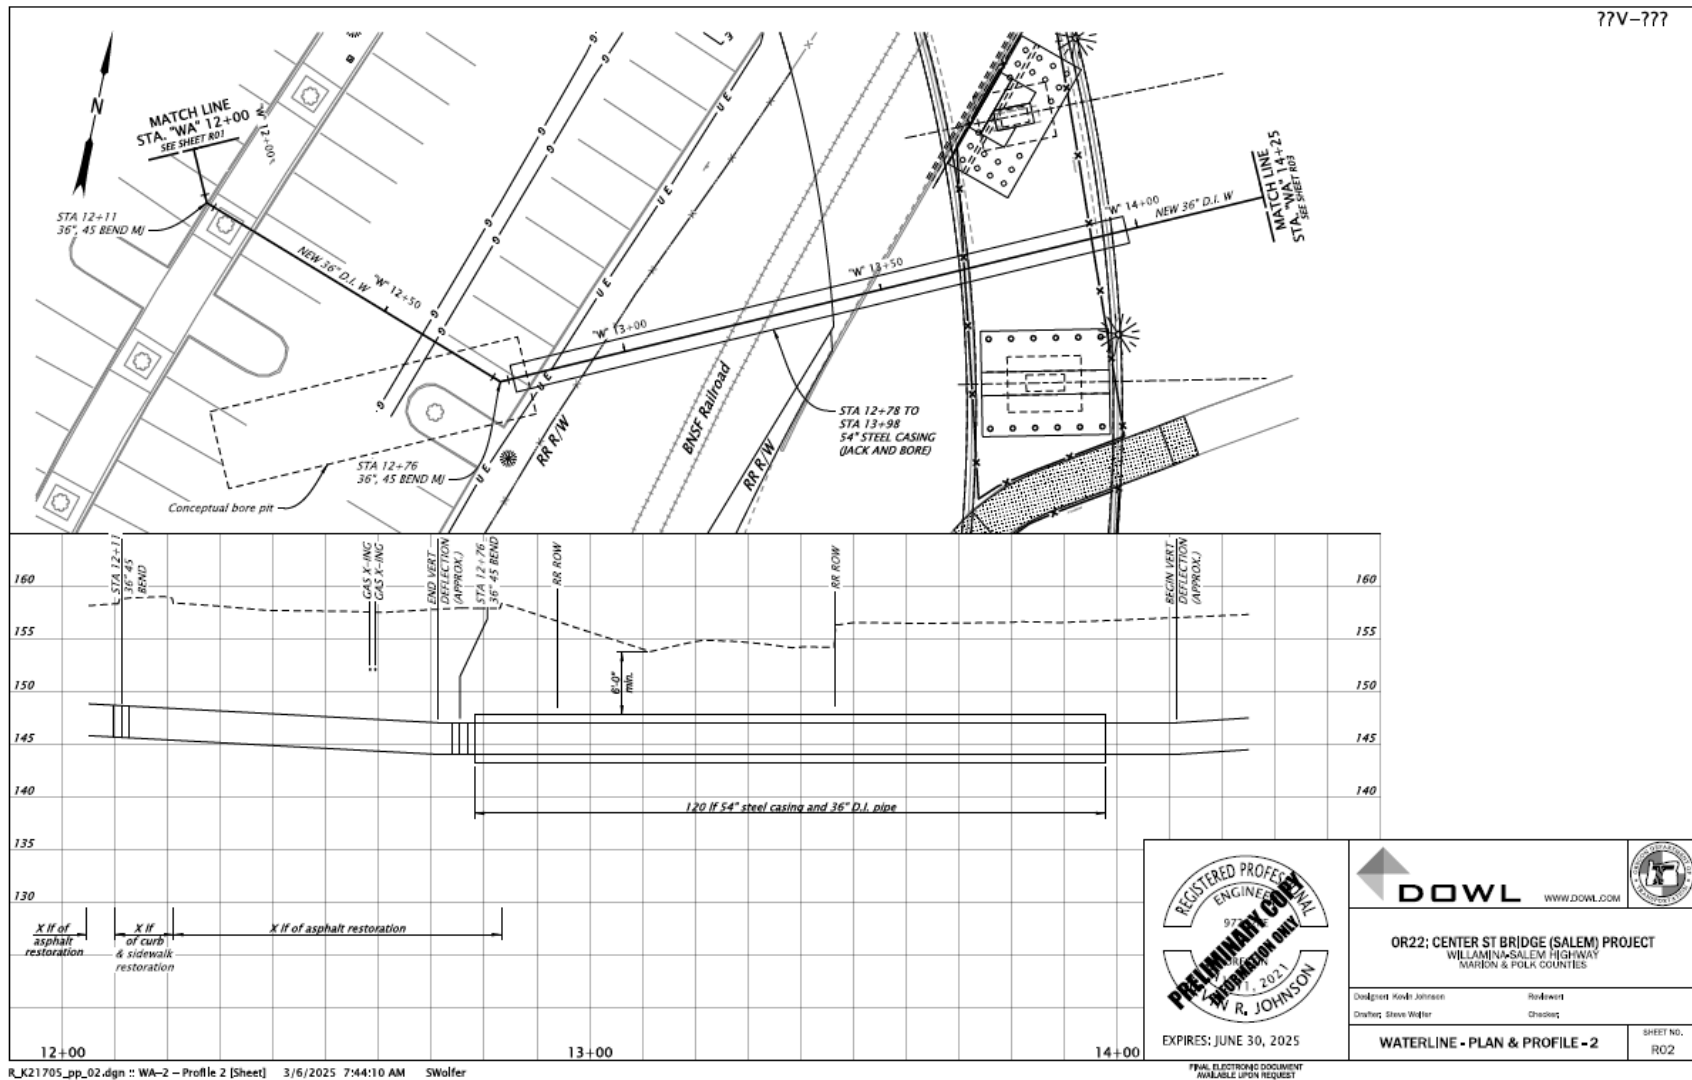 ??V-???
N
MATCH LINE
STA. "WA" 12+00
SEE SHEET R01
"W" 12+00
STA 12+11
36", 45 BEND MJ
NEW 36" D.I. W
"W" 12+50
"W" 13+00
"W" 13+50
"W" 14+00
NEW 36" D.I. W
MATCH LINE
STA. "WA" 14+25
SEE SHEET R03
G G
G G
G G
G G
G
UE
UE
UE
UE
UE
RR R/W
BNSF Railroad
RR R/W
STA 12+78 TO
STA 13+98
54" STEEL CASING
(JACK AND BORE)
STA 12+76
36", 45 BEND MJ
Conceptual bore pit
STA 12+11
36" 45
BEND
GAS X-ING
GAS X-ING
END VERT
DEFLECTION
(APPROX.)
STA 12+76
36" 45 BEND
RR ROW
RR ROW
BEGIN VERT
DEFLECTION
(APPROX.)
160
160
155
155
150
150
6'-0"
min.
145
145
140
140
120 lf 54" steel casing and 36" D.I. pipe
135
130
X lf of
asphalt
restoration
X lf
of curb
& sidewalk
restoration
X lf of asphalt restoration
12+00
13+00
14+00
REGISTERED PROFESSIONAL
ENGINEER
PRELIMINARY COPY
INFORMATION ONLY
2021
R. JOHNSON
EXPIRES: JUNE 30, 2025
DOWL
WWW.DOWL.COM
OR22; CENTER ST BRIDGE (SALEM) PROJECT
WILLAMINA-SALEM HIGHWAY
MARION & POLK COUNTIES
Designer: Kevin Johnson
Reviewer:
Drafter: Steve Wolfer
Checker:
WATERLINE - PLAN & PROFILE - 2
SHEET NO.
R02
FINAL ELECTRONIC DOCUMENT
AVAILABLE UPON REQUEST
R_K21705_pp_02.dgn :: WA-2 - Profile 2 [Sheet] 3/6/2025 7:44:10 AM SWolfer